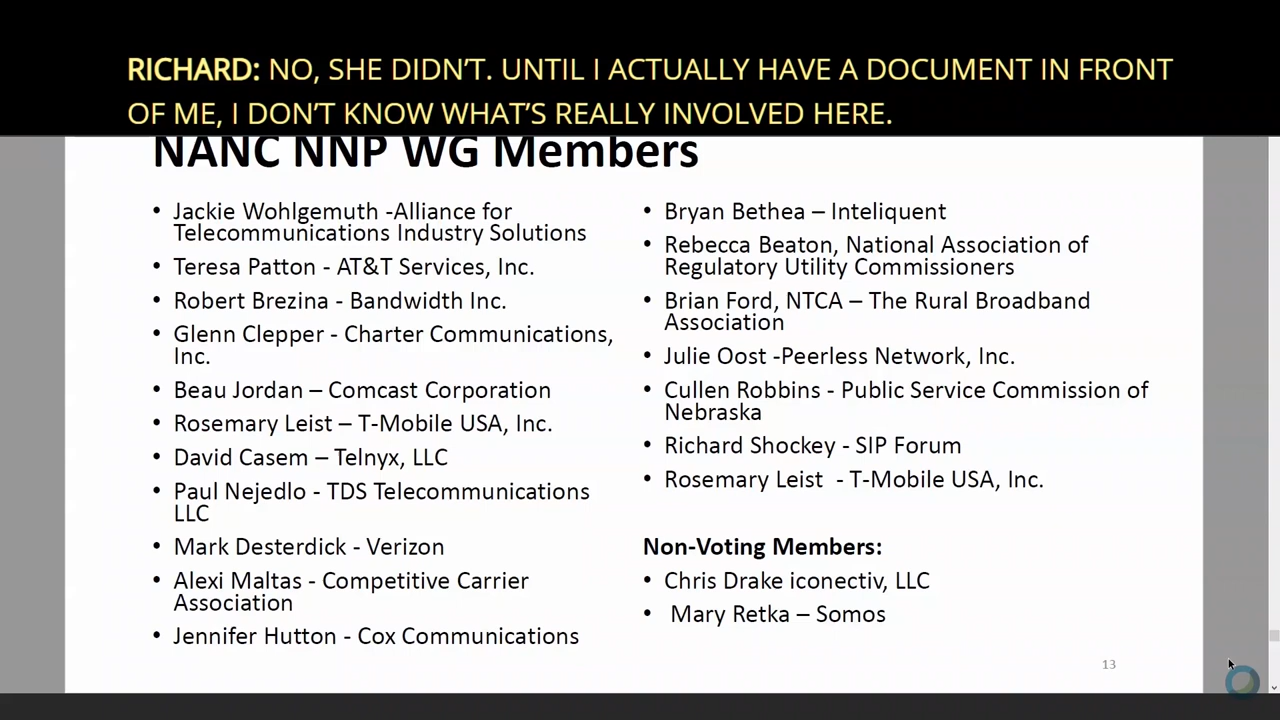 RICHARD: NO, SHE DIDN'T. UNTIL I ACTUALLY HAVE A DOCUMENT IN FRONT
OF ME, I DON'T KNOW WHAT'S REALLY INVOLVED HERE.
NANC NNP WG Members
• Jackie Wohlgemuth -Alliance for
Telecommunications Industry Solutions
• Teresa Patton - AT&T Services, Inc.
• Robert Brezina - Bandwidth Inc.
• Glenn Clepper - Charter Communications,
Inc.
• Beau Jordan – Comcast Corporation
• Rosemary Leist – T-Mobile USA, Inc.
• David Casem – Telnyx, LLC
• Paul Nejedlo - TDS Telecommunications
LLC
• Mark Desterdick - Verizon
• Alexi Maltas - Competitive Carrier
Association
• Jennifer Hutton - Cox Communications
• Bryan Bethea – Inteliquent
• Rebecca Beaton, National Association of
Regulatory Utility Commissioners
• Brian Ford, NTCA – The Rural Broadband
Association
• Julie Oost -Peerless Network, Inc.
• Cullen Robbins - Public Service Commission of
Nebraska
• Richard Shockey - SIP Forum
• Rosemary Leist  - T-Mobile USA, Inc.
Non-Voting Members:
• Chris Drake iconectiv, LLC
• Mary Retka – Somos
13